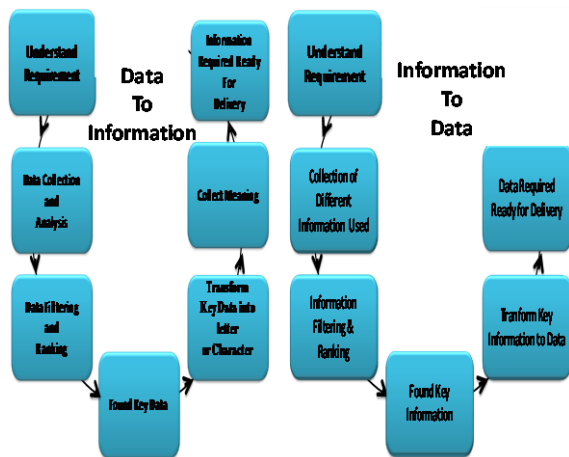 Understand
Requirement
Data
To
Information
Data Collection
and
Analysis
Data Filtering
and
Ranking
Found Key Data
Transform
Key Data into
letter
or Character
Collect Meaning
Information
Required Ready
For
Delivery
Understand
Requirement
Information
To
Data
Collection of
Different
Information Used
Information
Filtering &
Ranking
Found Key
Information
Tranform Key
Information to Data
Data Required
Ready for Delivery